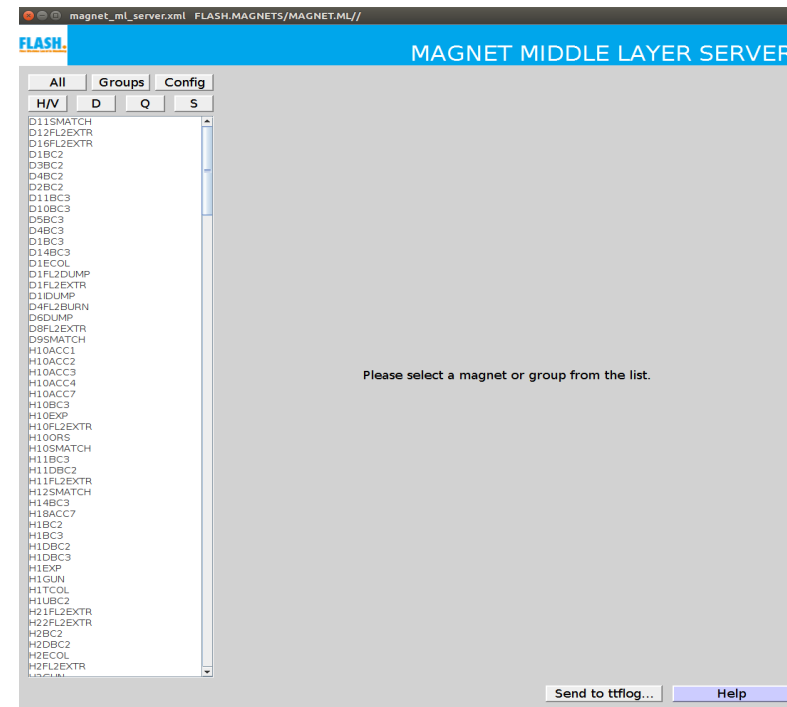 magnet_ml_server.xml FLASH.MAGNETS/MAGNET.ML//
FLASH.
MAGNET MIDDLE LAYER SERVER
All Groups Config
H/V D Q S
D11SMATCH
D12FL2EXTR
D16FL2EXTR
D1BC2
D3BC2
D4BC2
D2BC2
D11BC3
D10BC3
D5BC3
D4BC3
D1BC3
D14BC3
D1ECOL
D1FL2DUMP
D1FL2EXTR
D1IDUMP
D4FL2BURN
D6DUMP
D8FL2EXTR
D9SMATCH
H10ACC1
H10ACC2
H10ACC3
H10ACC4
H10ACC7
H10BC3
H10EXP
H10FL2EXTR
H10ORS
H10SMATCH
H11BC3
H11DBC2
H11FL2EXTR
H12SMATCH
H14BC3
H18ACC7
H1BC2
H1BC3
H1DBC2
H1DBC3
H1EXP
H1GUN
H1TCOL
H1UBC2
H21FL2EXTR
H22FL2EXTR
H2BC2
H2DBC2
H2ECOL
H2FL2EXTR
Please select a magnet or group from the list.
Send to ttflog... Help